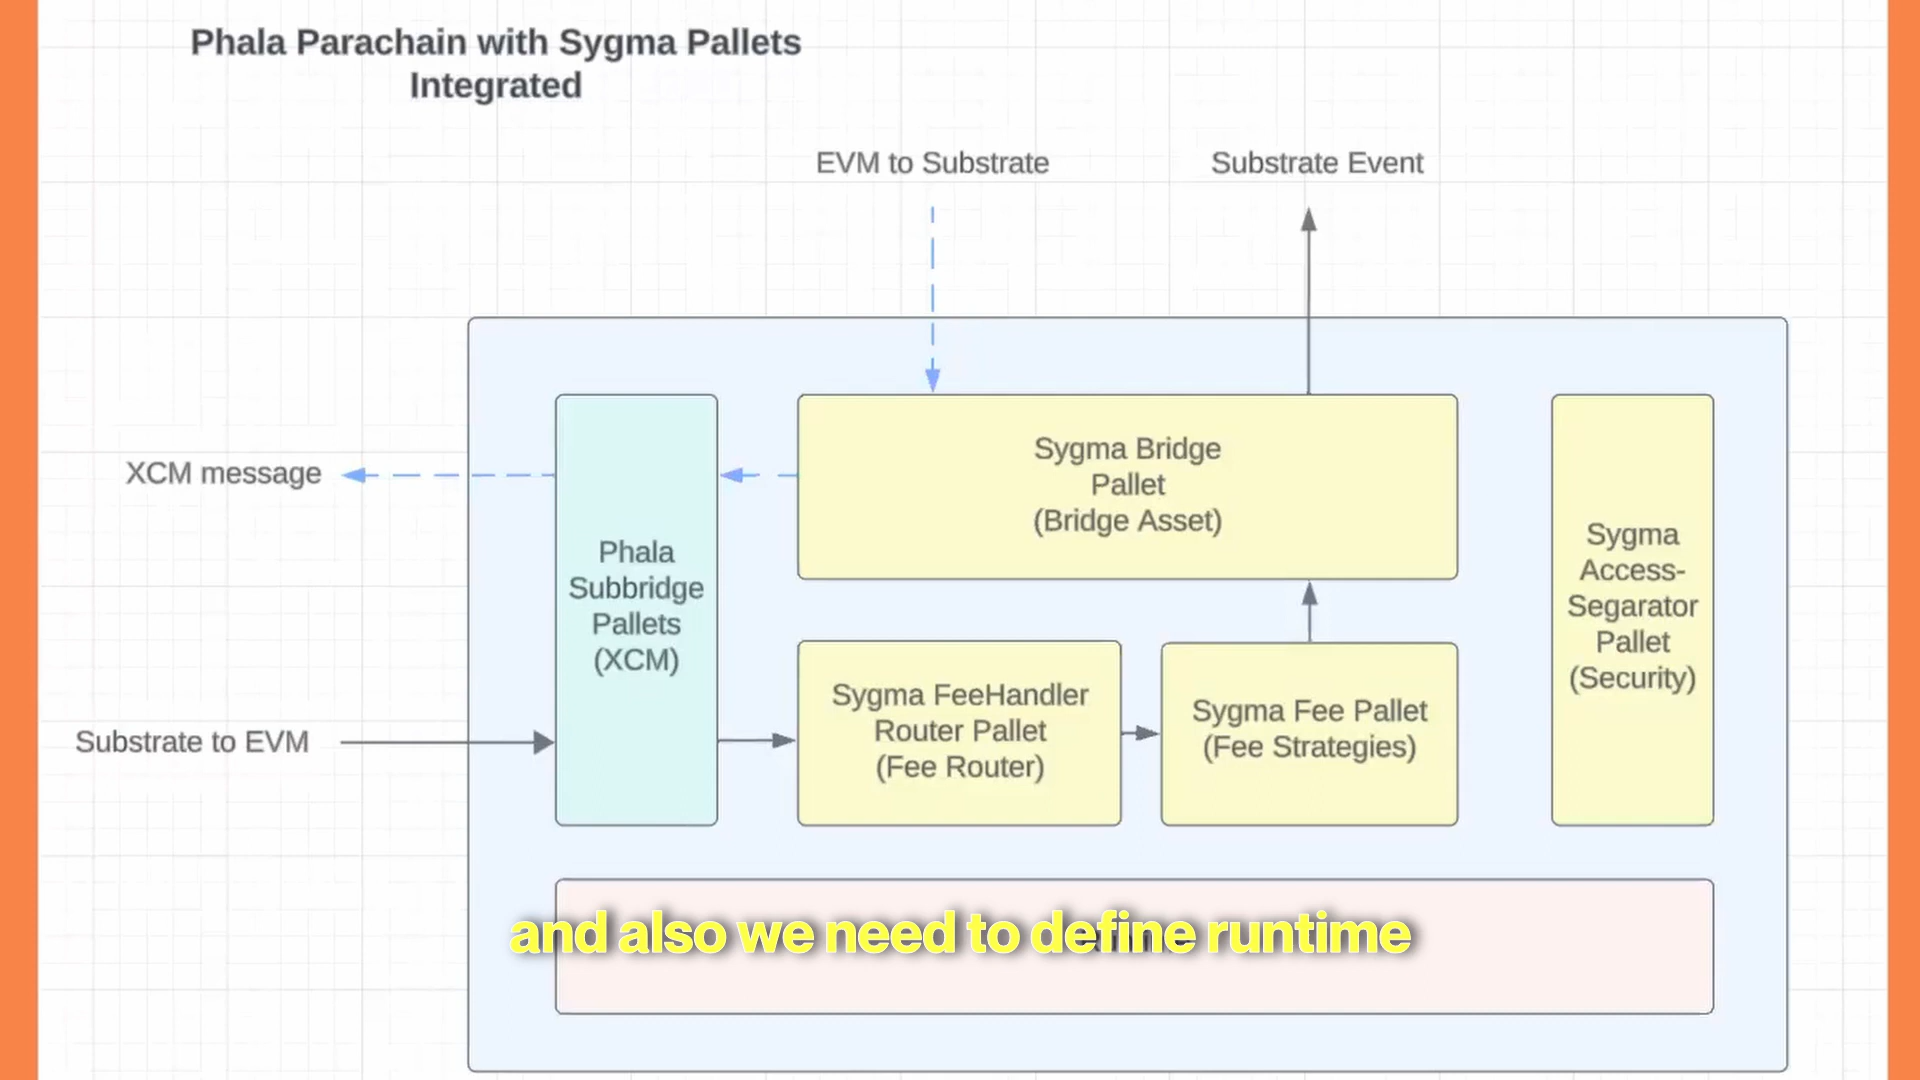 Phala Parachain with Sygma Pallets
Integrated
EVM to Substrate
Substrate Event
XCM message
Sygma Bridge
Pallet
(Bridge Asset)
Phala
Subbridge
Pallets
(XCM)
Sygma
Access-
Segarator
Pallet
(Security)
Substrate to EVM
Sygma FeeHandler
Router Pallet
(Fee Router)
Sygma Fee Pallet
(Fee Strategies)
and also we need to define runtime